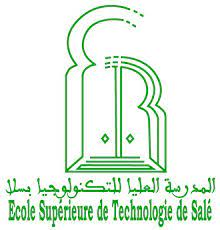 المدرسة العليا للتكنولوجيا بسلا
Ecole Supérieure de Technologie de Salé